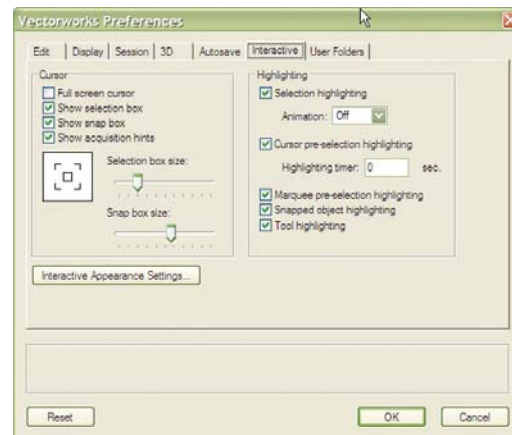 Vectorworks Preferences
Edit Display Session 3D Autosave Interactive User Folders
Cursor
Full screen cursor
Show selection box
Show snap box
Show acquisition hints
Selection box size:
Snap box size:
Interactive Appearance Settings...
Highlighting
Selection highlighting
Animation: Off
Cursor pre-selection highlighting
Highlighting timer: 0 sec.
Marquee pre-selection highlighting
Snapped object highlighting
Tool highlighting
Reset OK Cancel